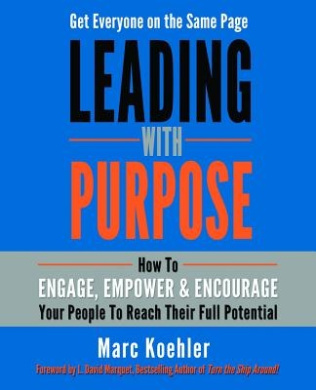 Get Everyone on the Same Page
LEADING
WITH
PURPOSE
How To
ENGAGE, EMPOWER & ENCOURAGE
Your People To Reach Their Full Potential
Marc Koehler
Foreword by L. David Marquet, Bestselling Author of Turn the Ship Around!